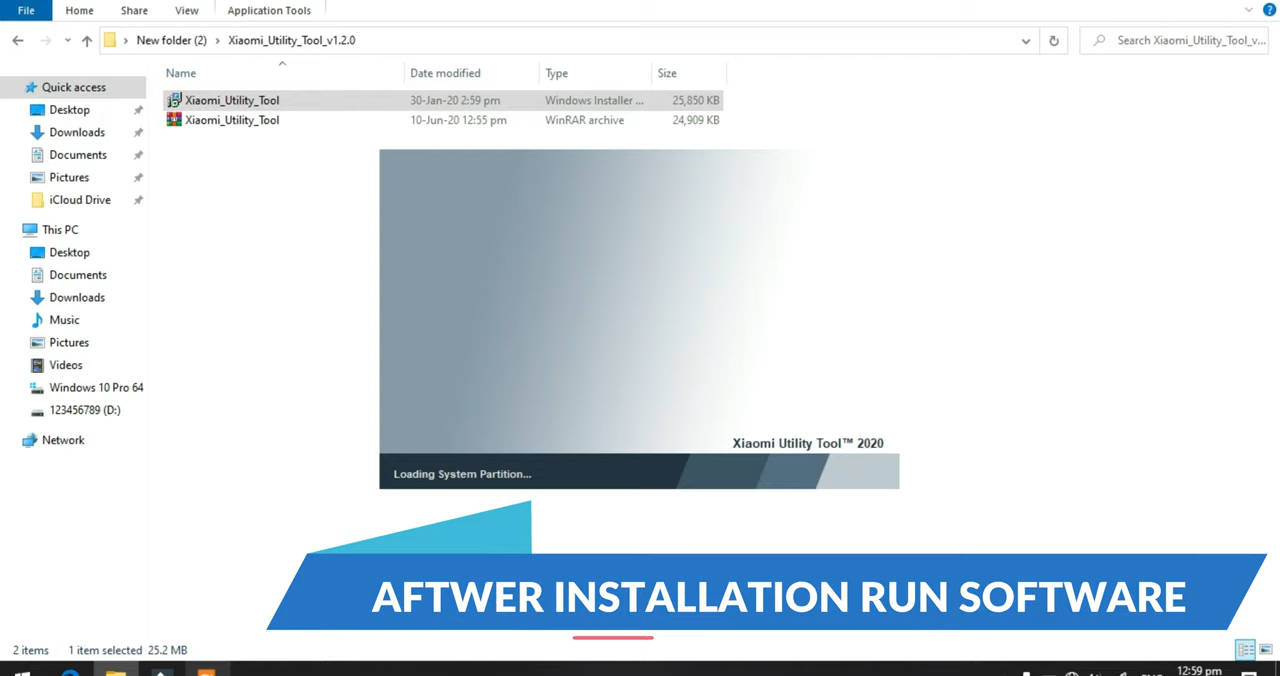 File Home Share View Application Tools
New folder (2) Xiaomi_Utility_Tool_v1.2.0 Search Xiaomi_Utility_Tool_v...
Name Date modified Type Size
Quick access
Xiaomi_Utility_Tool 30-Jan-20 2:59 pm Windows Installer ... 25,850 KB
Desktop
Xiaomi_Utility_Tool 10-Jun-20 12:55 pm WinRAR archive 24,909 KB
Downloads
Documents
Pictures
iCloud Drive
This PC
Desktop
Documents
Downloads
Music
Pictures
Videos
Windows 10 Pro 64
123456789 (D:)
Network
Xiaomi Utility Tool™ 2020
Loading System Partition...
AFTWER INSTALLATION RUN SOFTWARE
2 items 1 item selected 25.2 MB
12:59 pm